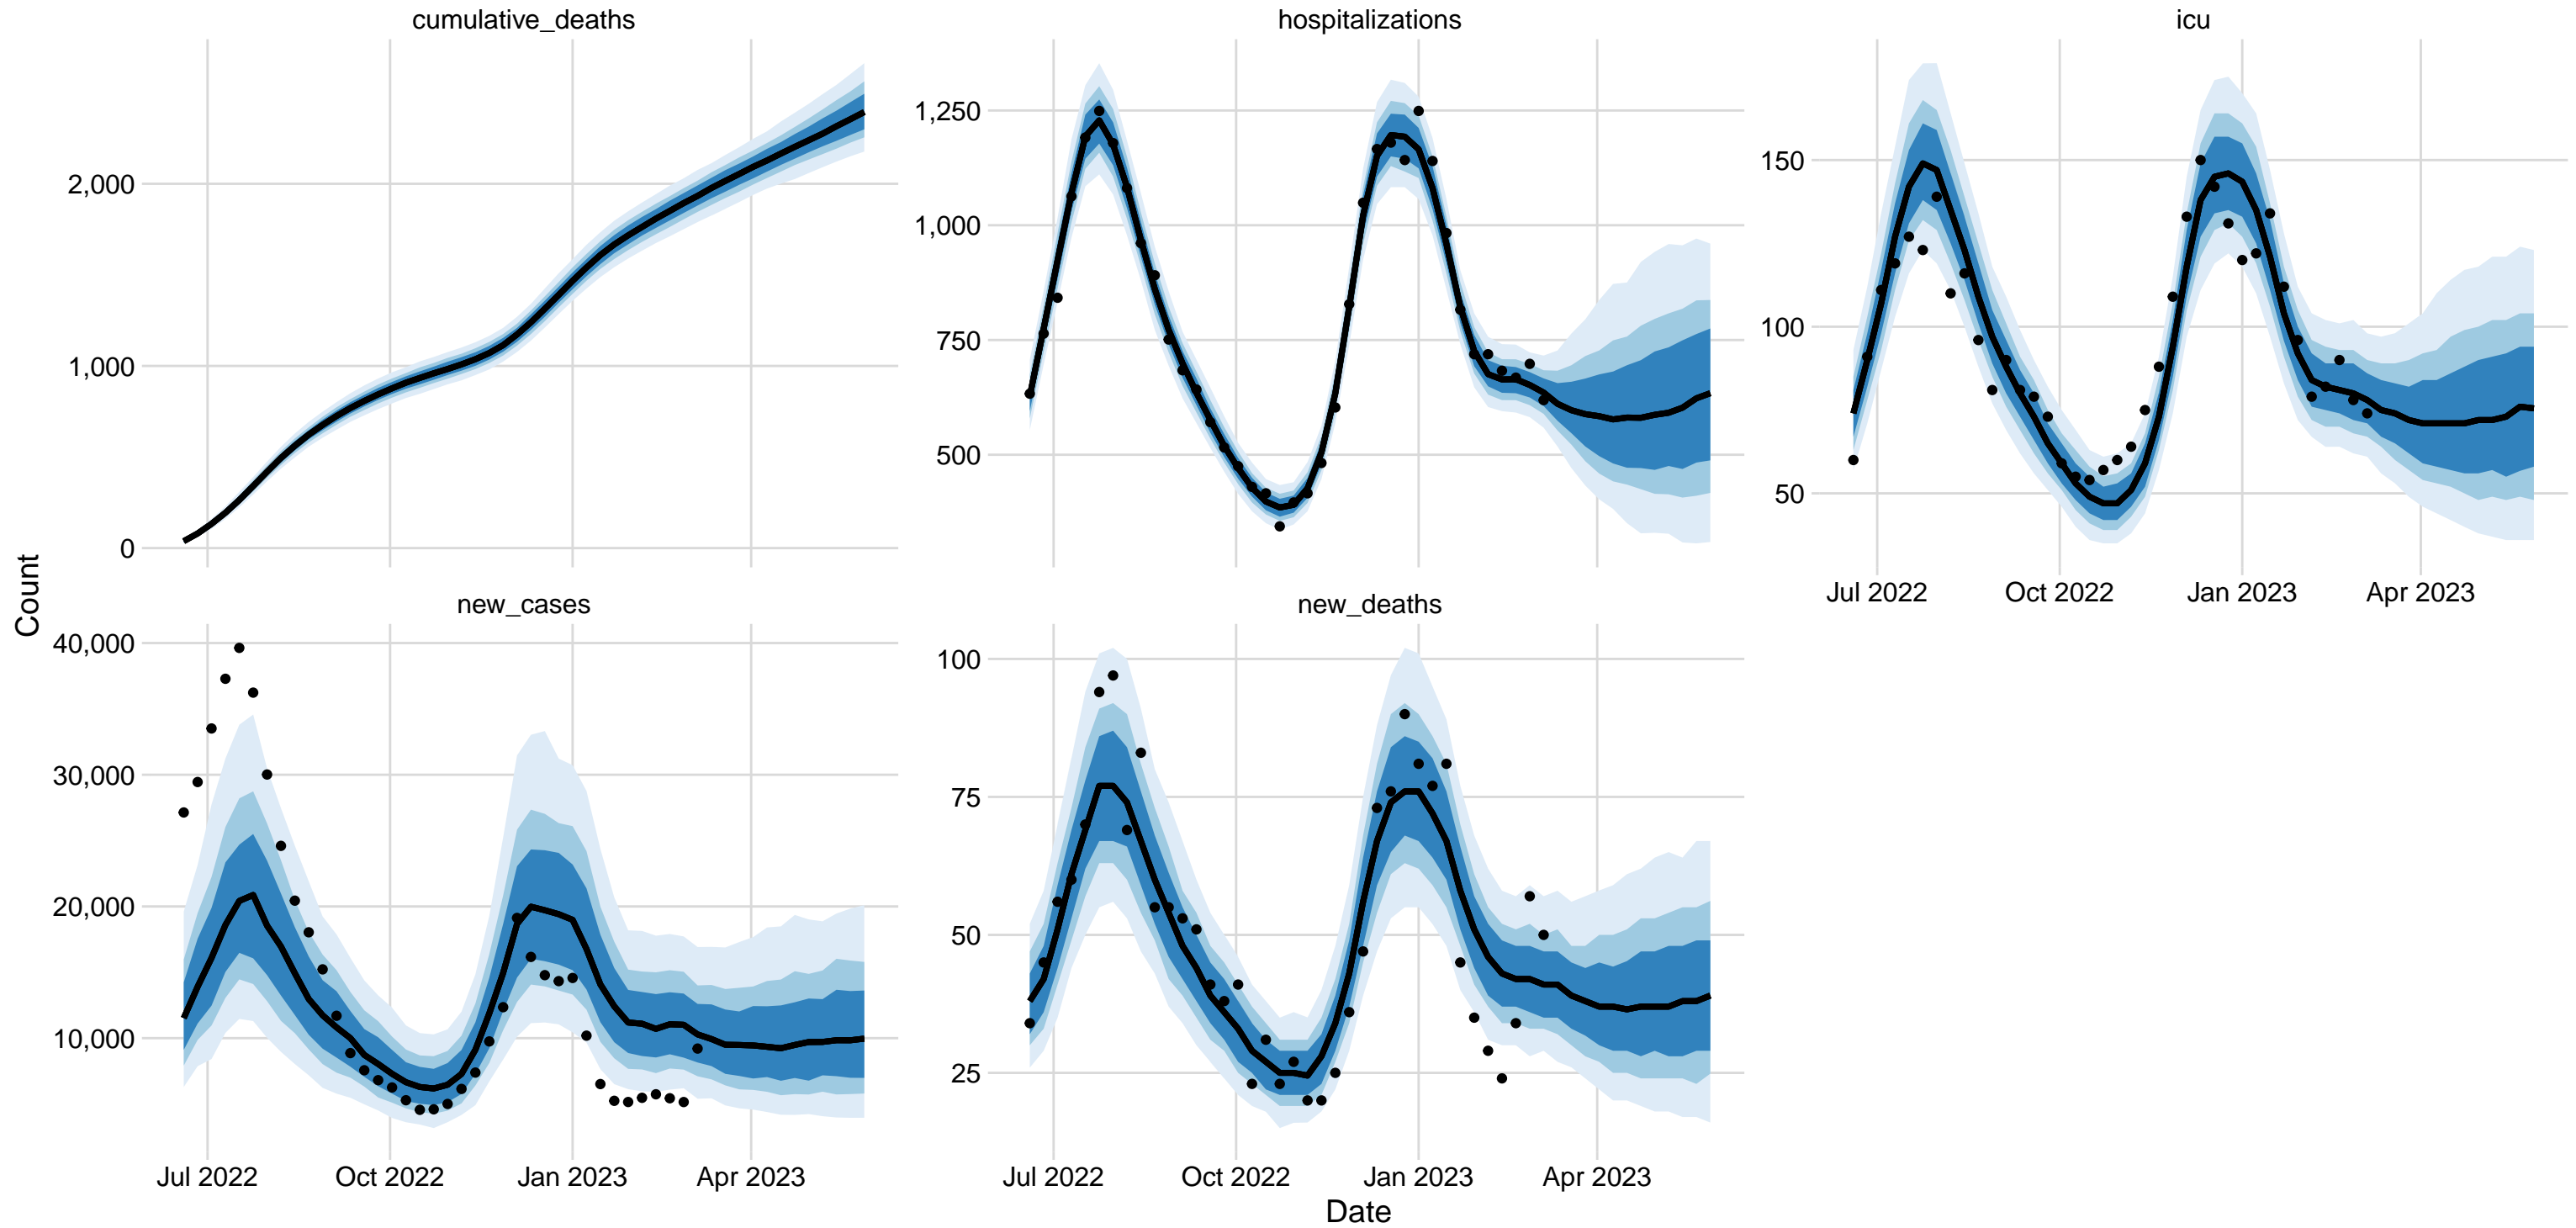 cumulative_deaths
hospitalizations
icu
2,000
1,000
0
1,250
1,000
750
500
150
100
50
Jul 2022 Oct 2022 Jan 2023 Apr 2023
Count
new_cases
new_deaths
40,000
30,000
20,000
10,000
100
75
50
25
Jul 2022 Oct 2022 Jan 2023 Apr 2023
Jul 2022 Oct 2022 Jan 2023 Apr 2023
Date